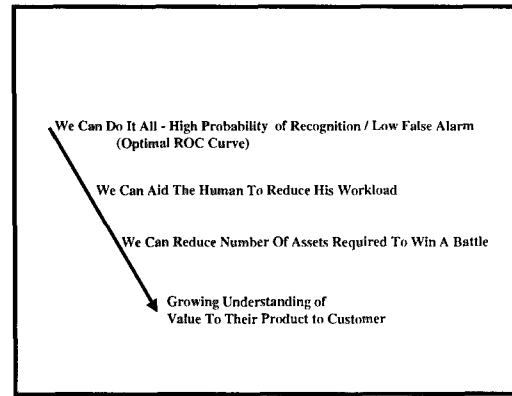 We Can Do It All - High Probability of Recognition / Low False Alarm
(Optimal ROC Curve)
We Can Aid The Human To Reduce His Workload
We Can Reduce Number Of Assets Required To Win A Battle
Growing Understanding of
Value To Their Product to Customer